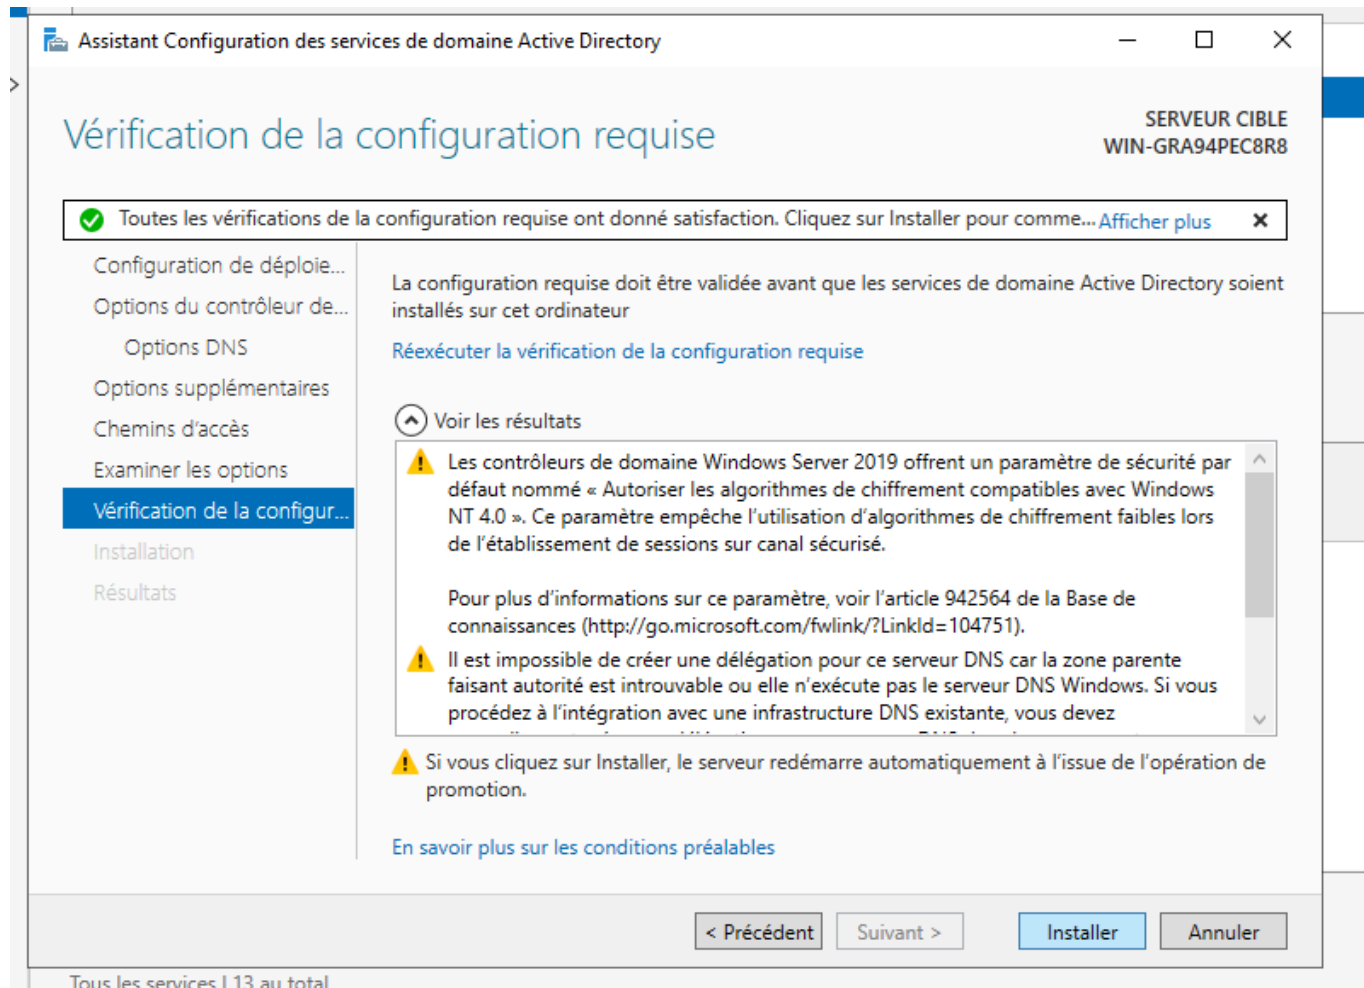 Assistant Configuration des services de domaine Active Directory
Vérification de la configuration requise
SERVEUR CIBLE
WIN-GRA94PEC8R8
Toutes les vérifications de la configuration requise ont donné satisfaction. Cliquez sur Installer pour comme... Afficher plus
Configuration de déploie...
Options du contrôleur de...
Options DNS
Options supplémentaires
Chemins d'accès
Examiner les options
Vérification de la configur...
Installation
Résultats
La configuration requise doit être validée avant que les services de domaine Active Directory soient
installés sur cet ordinateur
Réexécuter la vérification de la configuration requise
Voir les résultats
Les contrôleurs de domaine Windows Server 2019 offrent un paramètre de sécurité par
défaut nommé « Autoriser les algorithmes de chiffrement compatibles avec Windows
NT 4.0 ». Ce paramètre empêche l'utilisation d'algorithmes de chiffrement faibles lors
de l'établissement de sessions sur canal sécurisé.
Pour plus d'informations sur ce paramètre, voir l'article 942564 de la Base de
connaissances (http://go.microsoft.com/fwlink/?LinkId=104751).
Il est impossible de créer une délégation pour ce serveur DNS car la zone parente
faisant autorité est introuvable ou elle n'exécute pas le serveur DNS Windows. Si vous
procédez à l'intégration avec une infrastructure DNS existante, vous devez
Si vous cliquez sur Installer, le serveur redémarre automatiquement à l'issue de l'opération de
promotion.
En savoir plus sur les conditions préalables
< Précédent
Suivant >
Installer
Annuler
Tous les services | 13 au total